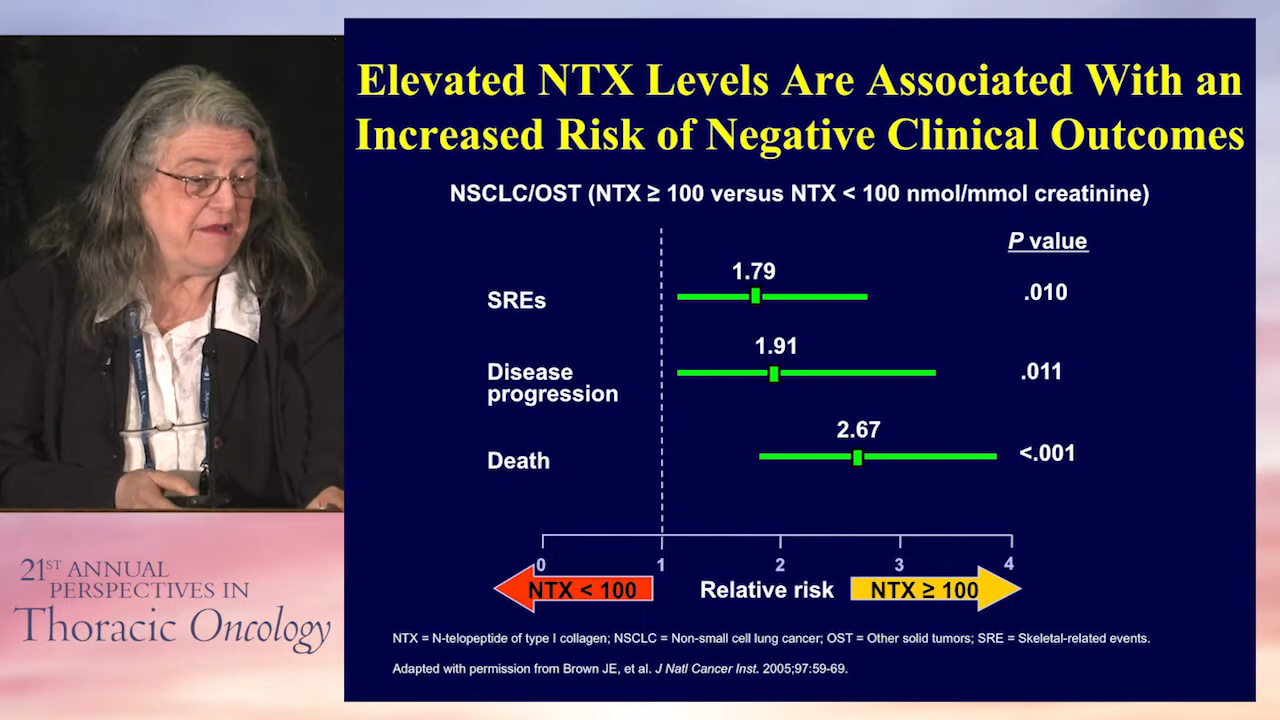 Elevated NTX Levels Are Associated With an
Increased Risk of Negative Clinical Outcomes
NSCLC/OST (NTX ≥ 100 versus NTX < 100 nmol/mmol creatinine)
P value
1.79
SREs
.010
1.91
Disease
progression
.011
2.67
Death
<.001
0 1 2 3 4
NTX < 100
Relative risk
NTX ≥ 100
NTX = N-telopeptide of type I collagen; NSCLC = Non-small cell lung cancer; OST = Other solid tumors; SRE = Skeletal-related events.
Adapted with permission from Brown JE, et al. J Natl Cancer Inst. 2005;97:59-69.
21ST ANNUAL
PERSPECTIVES IN
Thoracic Oncology